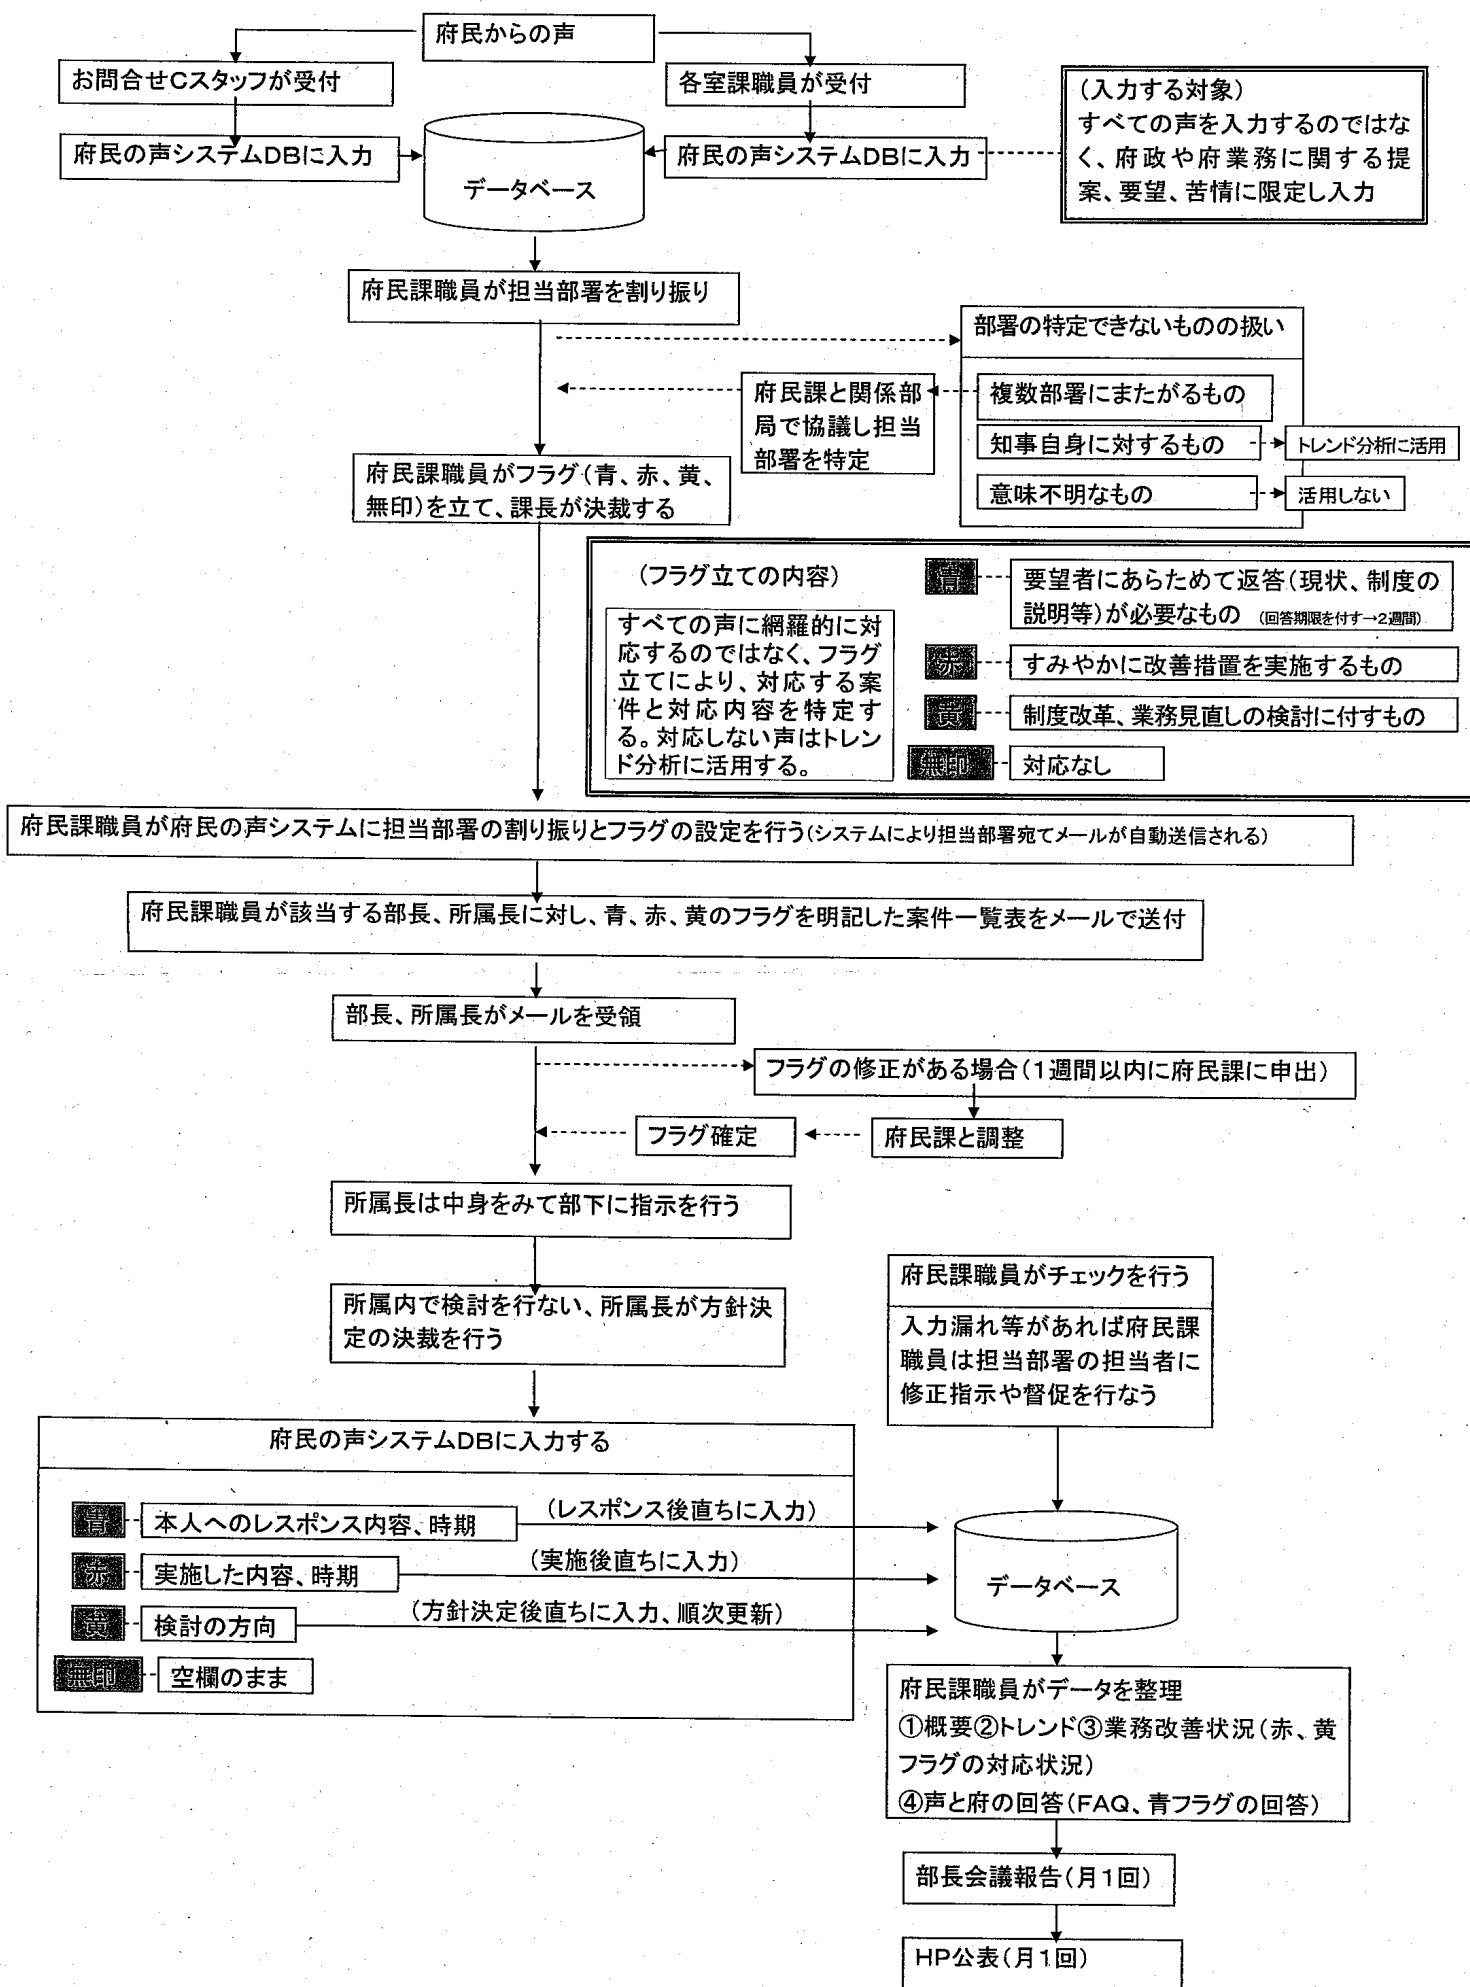 府民からの声
お問合せCスタッフが受付
各室課職員が受付
府民の声システムDBに入力
データベース
府民の声システムDBに入力
(入力する対象)
すべての声を入力するのではな
く、府政や府業務に関する提
案、要望、苦情に限定し入力
府民課職員が担当部署を割り振り
部署の特定できないものの扱い
複数部署にまたがるもの
府民課と関係部
局で協議し担当
部署を特定
知事自身に対するもの
トレンド分析に活用
意味不明なもの
活用しない
府民課職員がフラグ(青、赤、黄、
無印)を立て、課長が決裁する
(フラグ立ての内容)
すべての声に網羅的に対
応するのではなく、フラグ
立てにより、対応する案
件と対応内容を特定す
る。対応しない声はトレン
ド分析に活用する。
青
要望者にあらためて返答(現状、制度の
説明等)が必要なもの (回答期限を付す→2週間)
赤
すみやかに改善措置を実施するもの
黄
制度改革、業務見直しの検討に付すもの
無印
対応なし
府民課職員が府民の声システムに担当部署の割り振りとフラグの設定を行う(システムにより担当部署宛てメールが自動送信される)
府民課職員が該当する部長、所属長に対し、青、赤、黄のフラグを明記した案件一覧表をメールで送付
部長、所属長がメールを受領
フラグの修正がある場合(1週間以内に府民課に申出)
フラグ確定
府民課と調整
所属長は中身をみて部下に指示を行う
所属内で検討を行ない、所属長が方針決
定の決裁を行う
府民課職員がチェックを行う
入力漏れ等があれば府民課
職員は担当部署の担当者に
修正指示や督促を行なう
府民の声システムDBに入力する
青
本人へのレスポンス内容、時期
(レスポンス後直ちに入力)
赤
実施した内容、時期
(実施後直ちに入力)
黄
検討の方向
(方針決定後直ちに入力、順次更新)
無印
空欄のまま
データベース
府民課職員がデータを整理
①概要②トレンド③業務改善状況(赤、黄
フラグの対応状況)
④声と府の回答(FAQ、青フラグの回答)
部長会議報告(月1回)
HP公表(月1回)